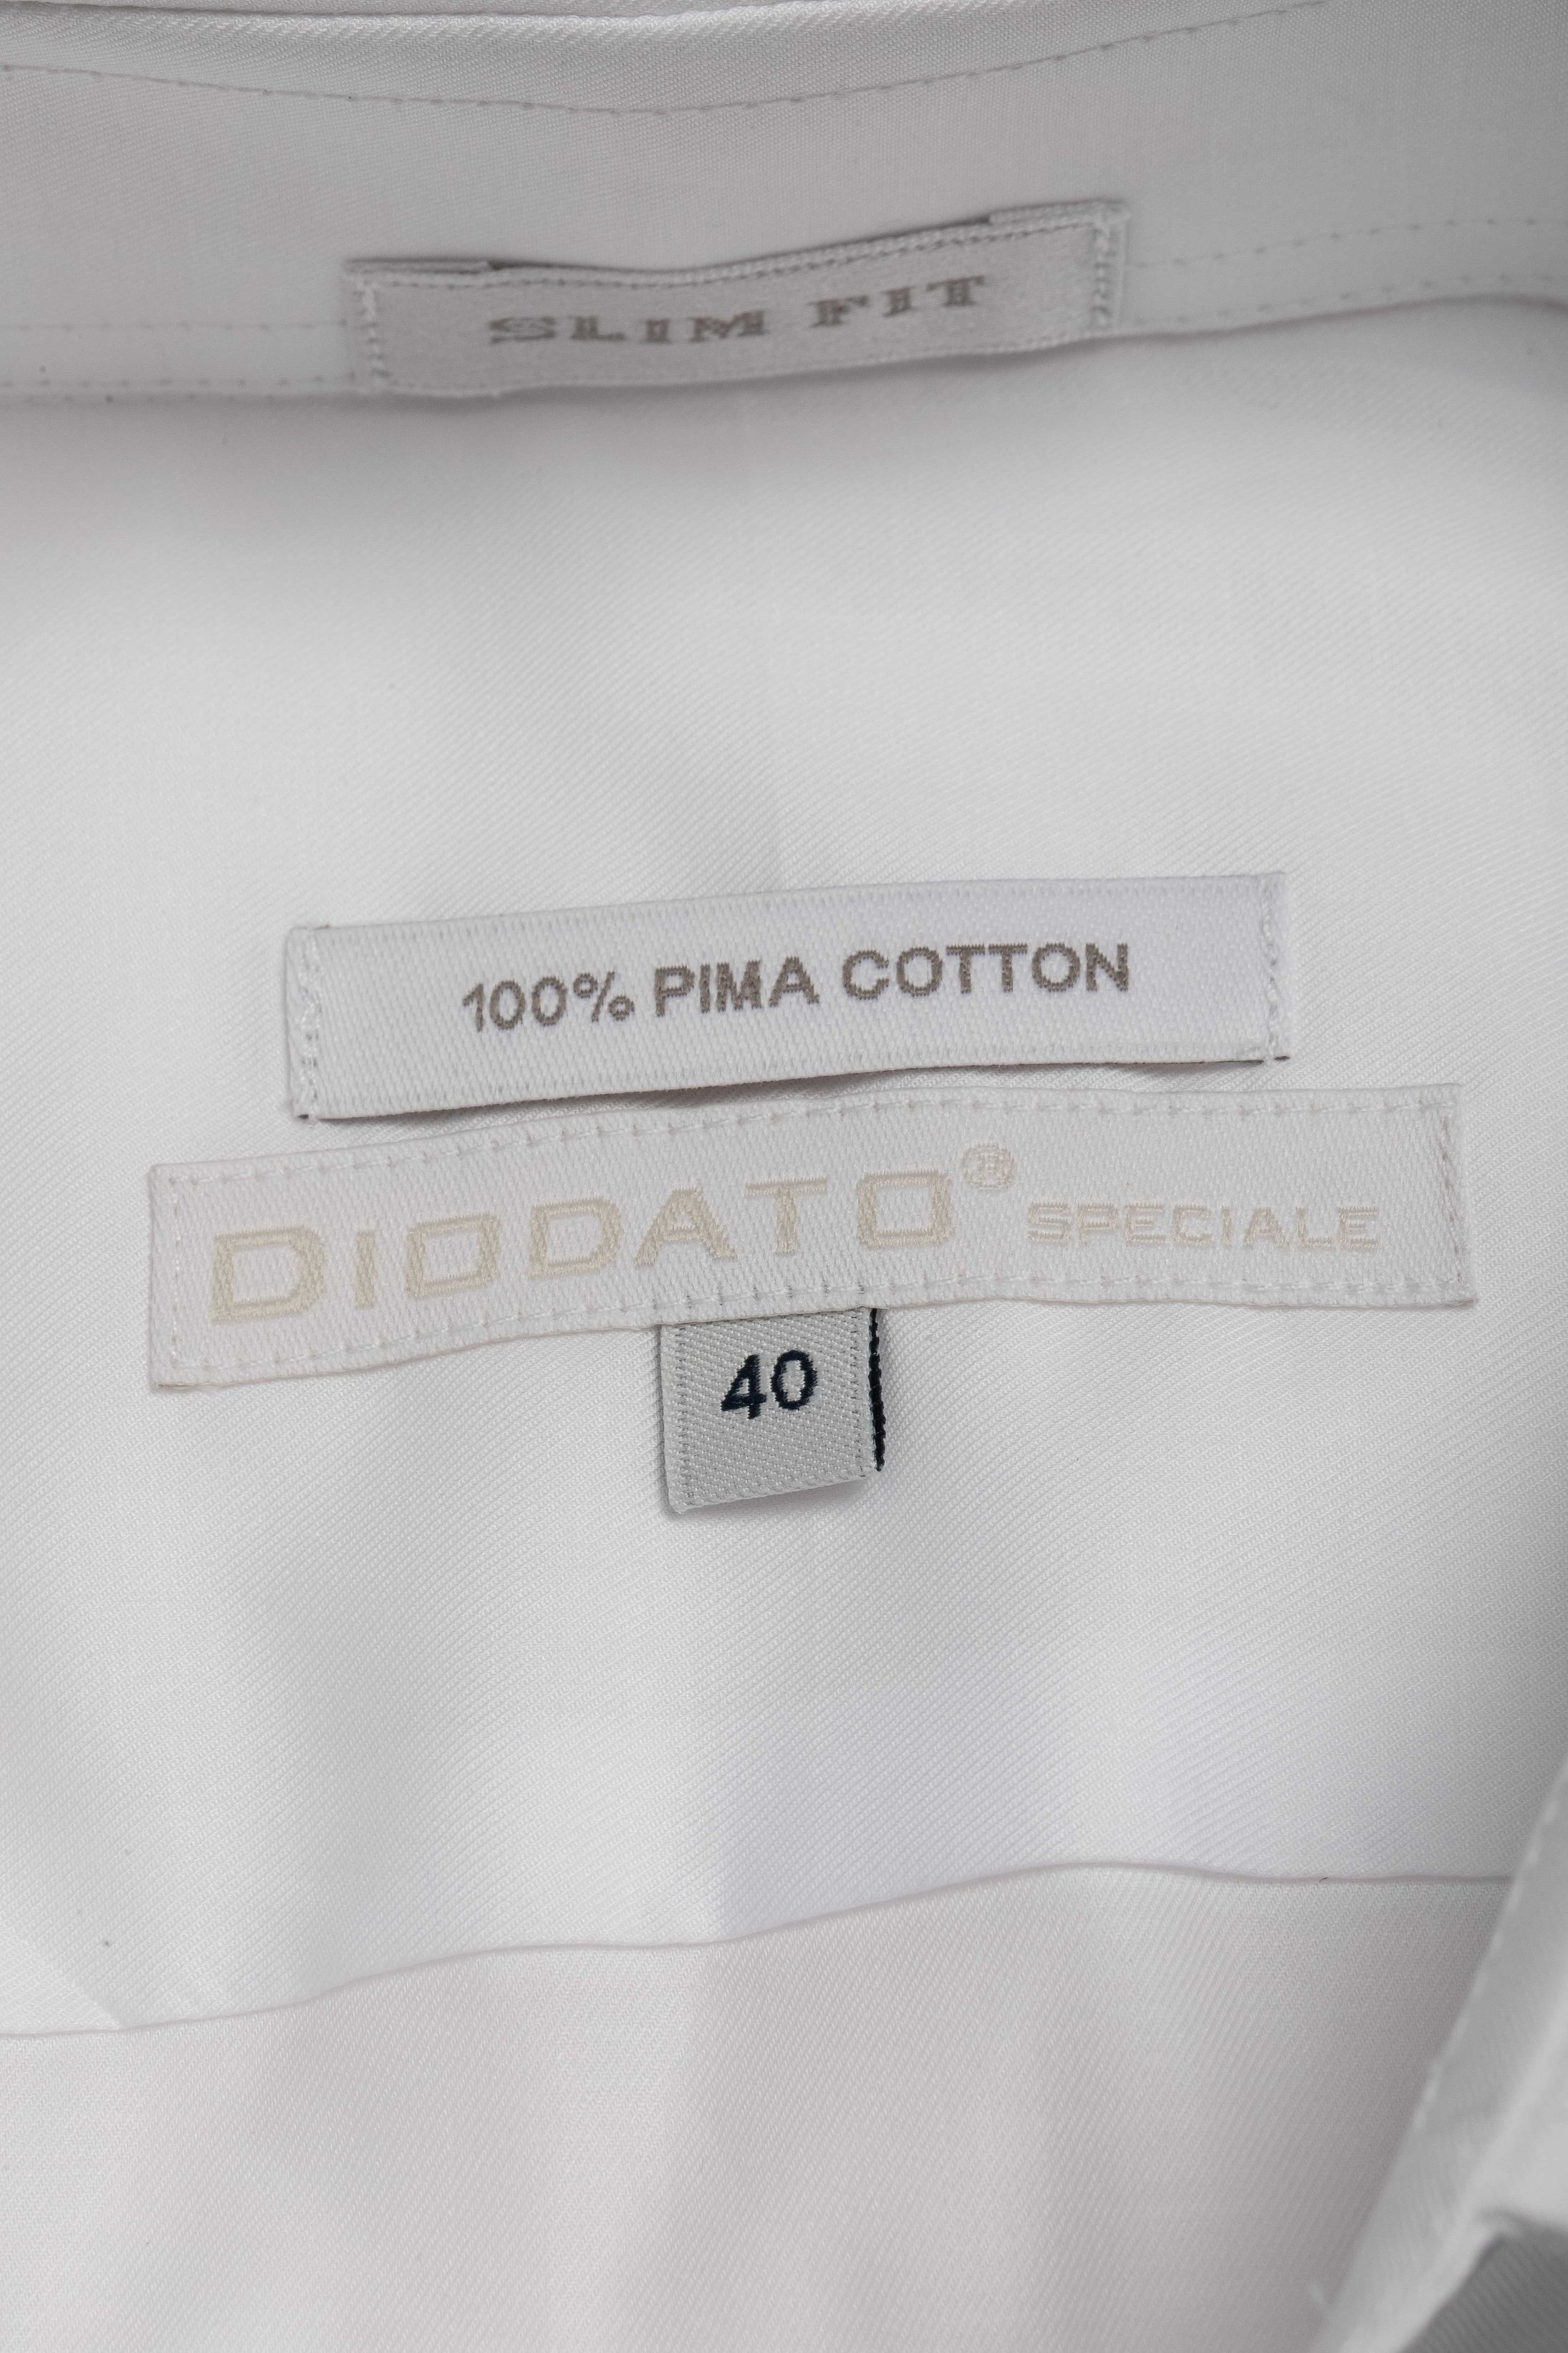 SLIM FIT
100% PIMA COTTON
DIODATO® SPECIALE
40